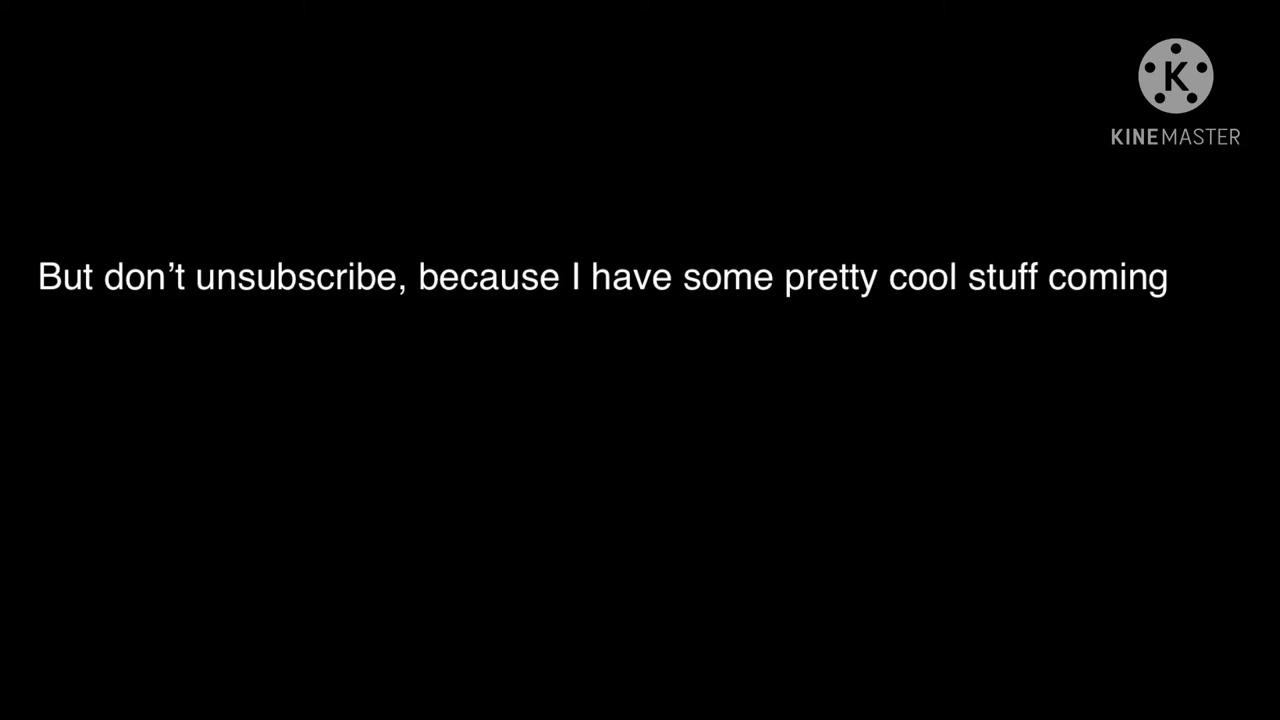 K
KINEMASTER
But don’t unsubscribe, because I have some pretty cool stuff coming